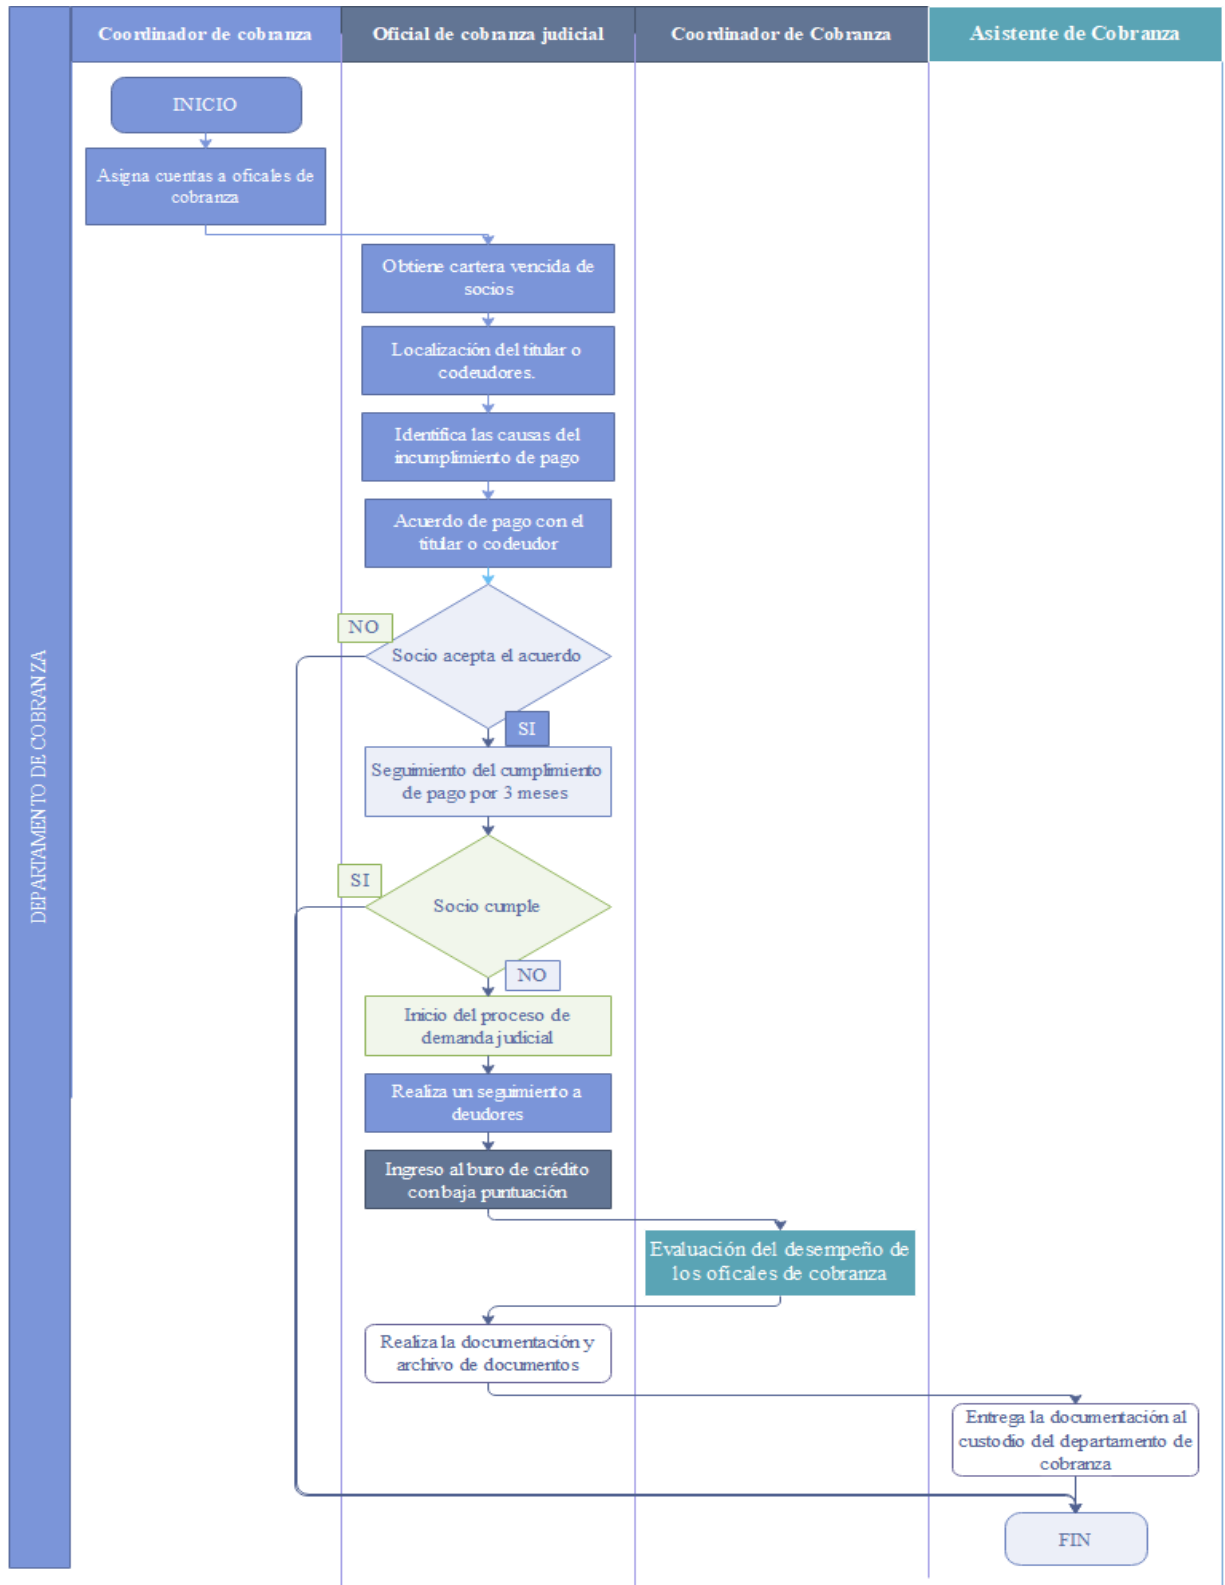 Coordinador de cobranza
Oficial de cobranza judicial
Coordinador de Cobranza
Asistente de Cobranza
DEPARTAMENTO DE COBRANZA
INICIO
Asigna cuentas a oficales de
cobranza
Obtiene cartera vencida de
socios
Localización del titular o
codeudores.
Identifica las causas del
incumplimiento de pago
Acuerdo de pago con el
titular o codeudor
NO
Socio acepta el acuerdo
SI
Seguimiento del cumplimiento
de pago por 3 meses
SI
Socio cumple
NO
Inicio del proceso de
demanda judicial
Realiza un seguimiento a
deudores
Ingreso al buro de crédito
con baja puntuación
Evaluación del desempeño de
los oficales de cobranza
Realiza la documentación y
archivo de documentos
Entrega la documentación al
custodio del departamento de
cobranza
FIN